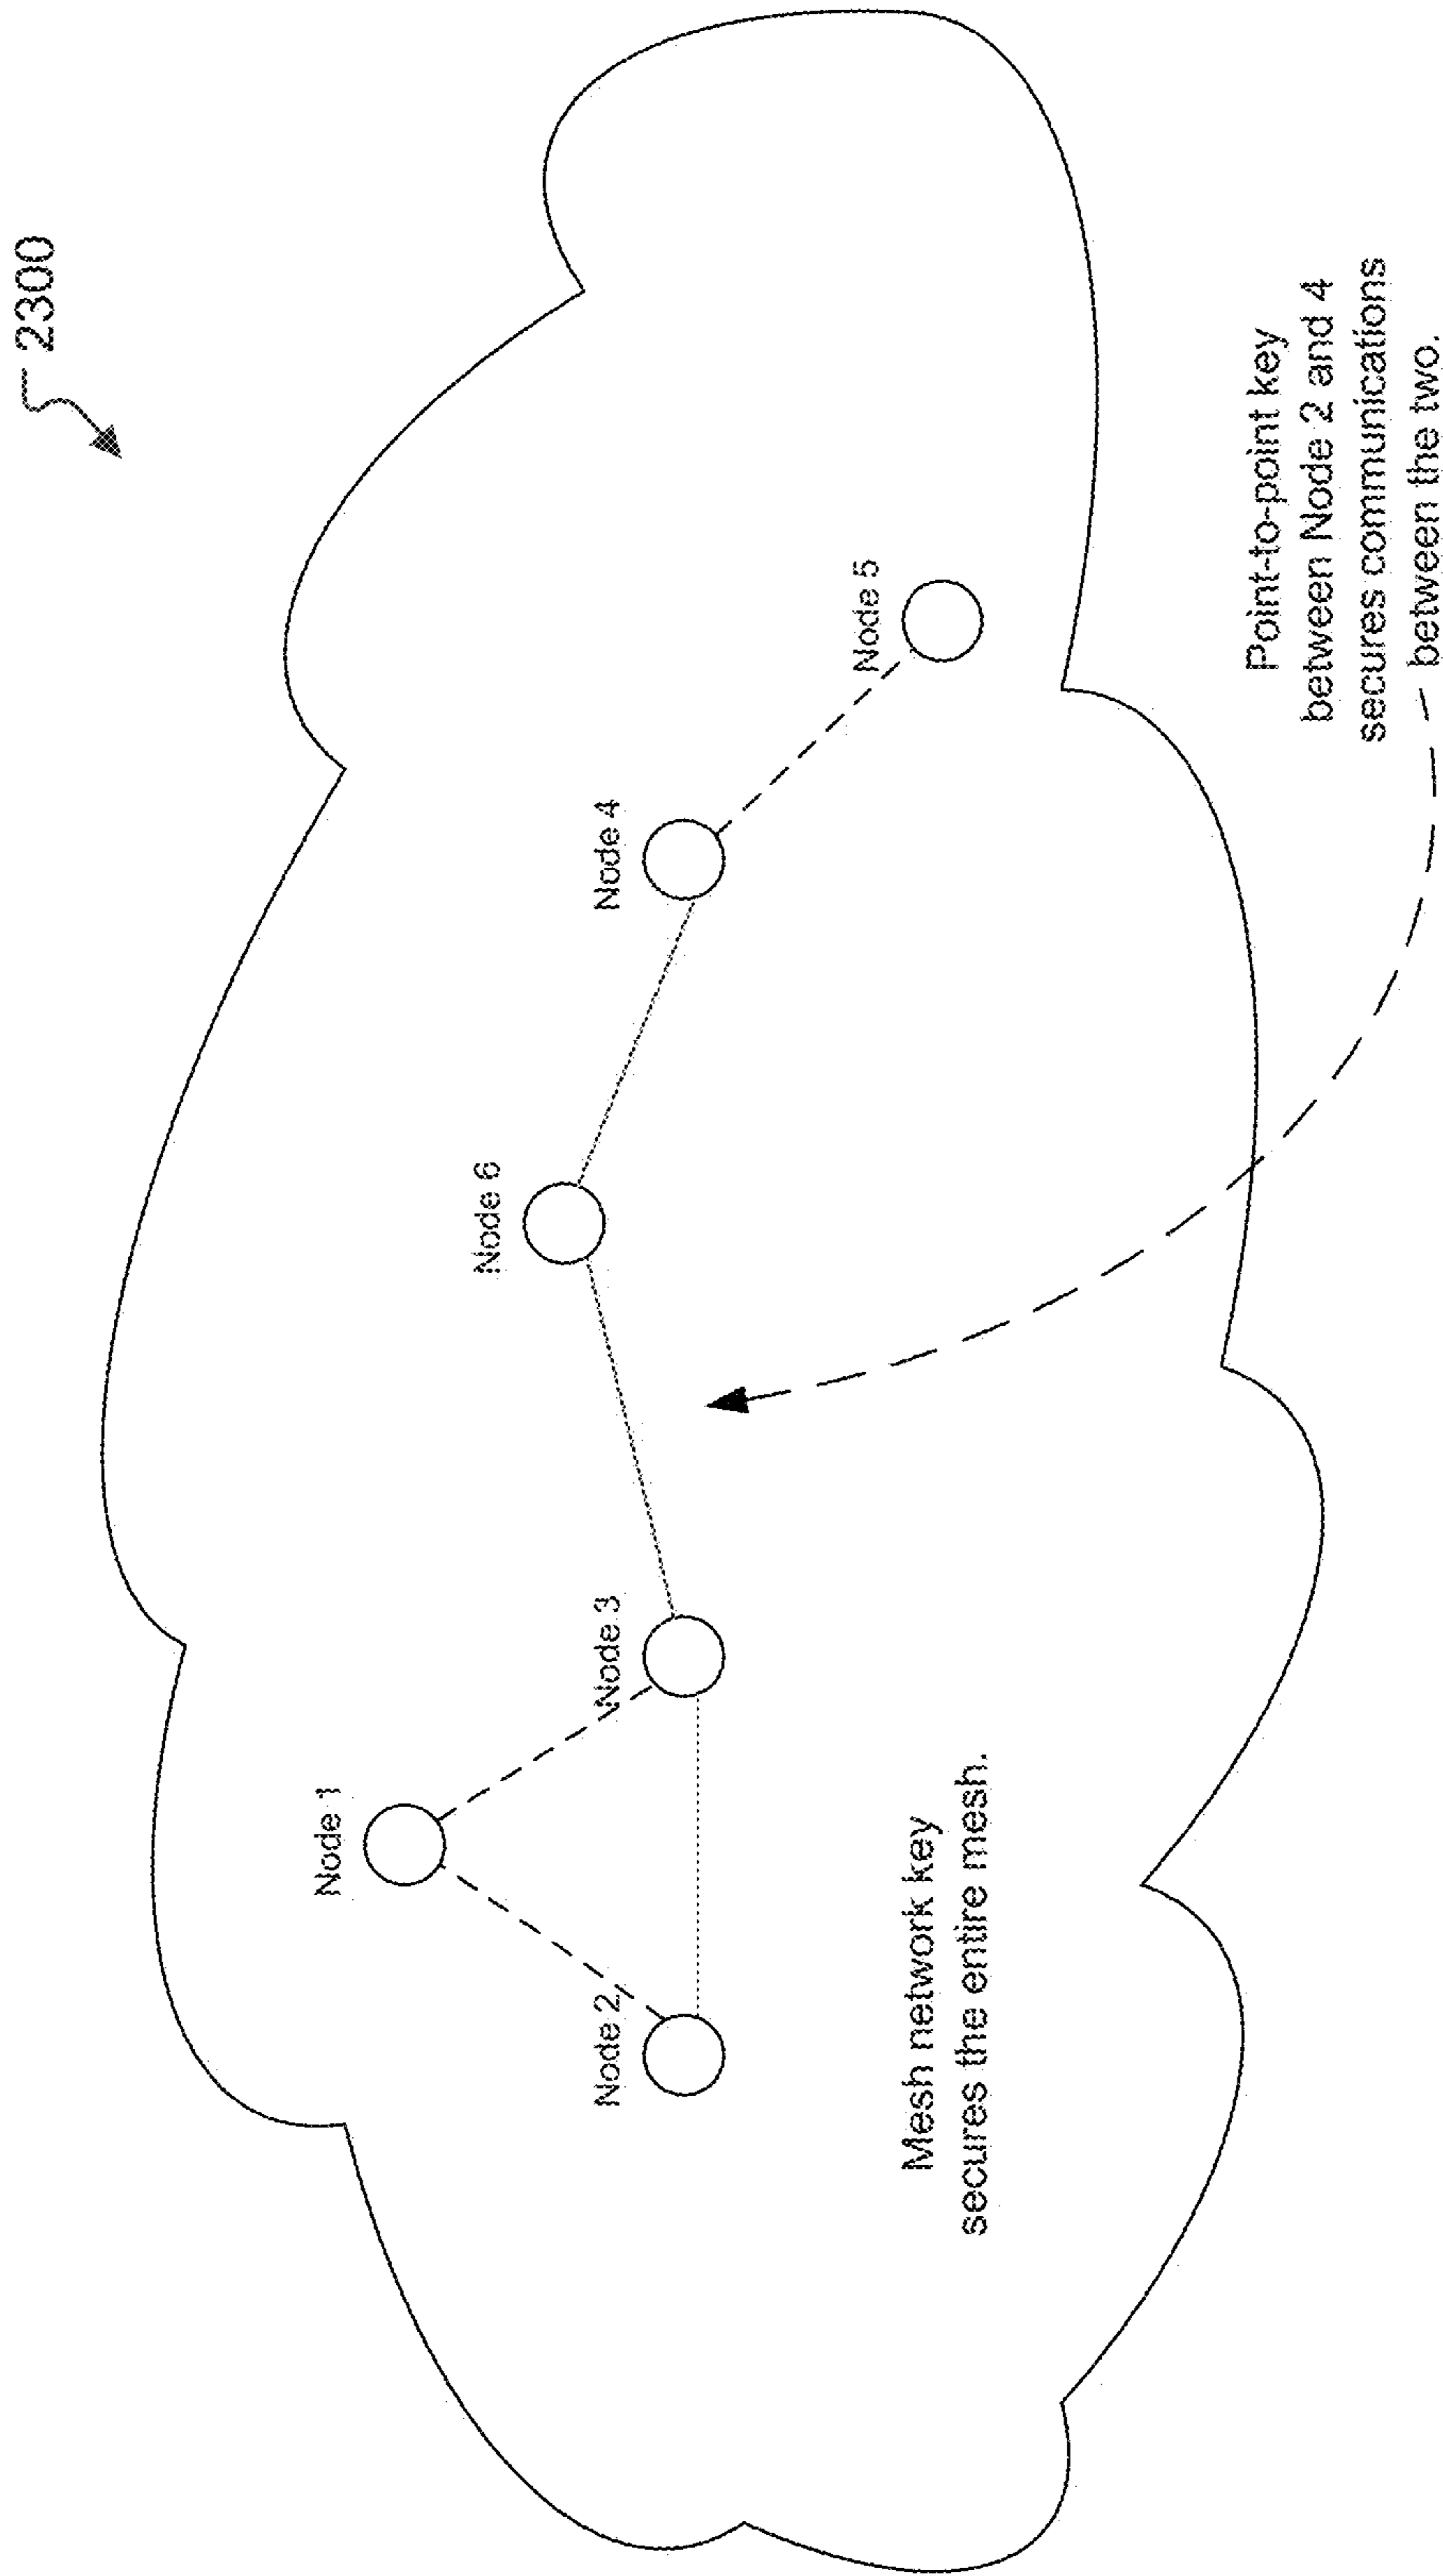 2300
Node 1
Node 2
Node 3
Node 6
Node 4
Node 5
Mesh network key
secures the entire mesh.
Point-to-point key
between Node 2 and 4
secures communications
between the two.